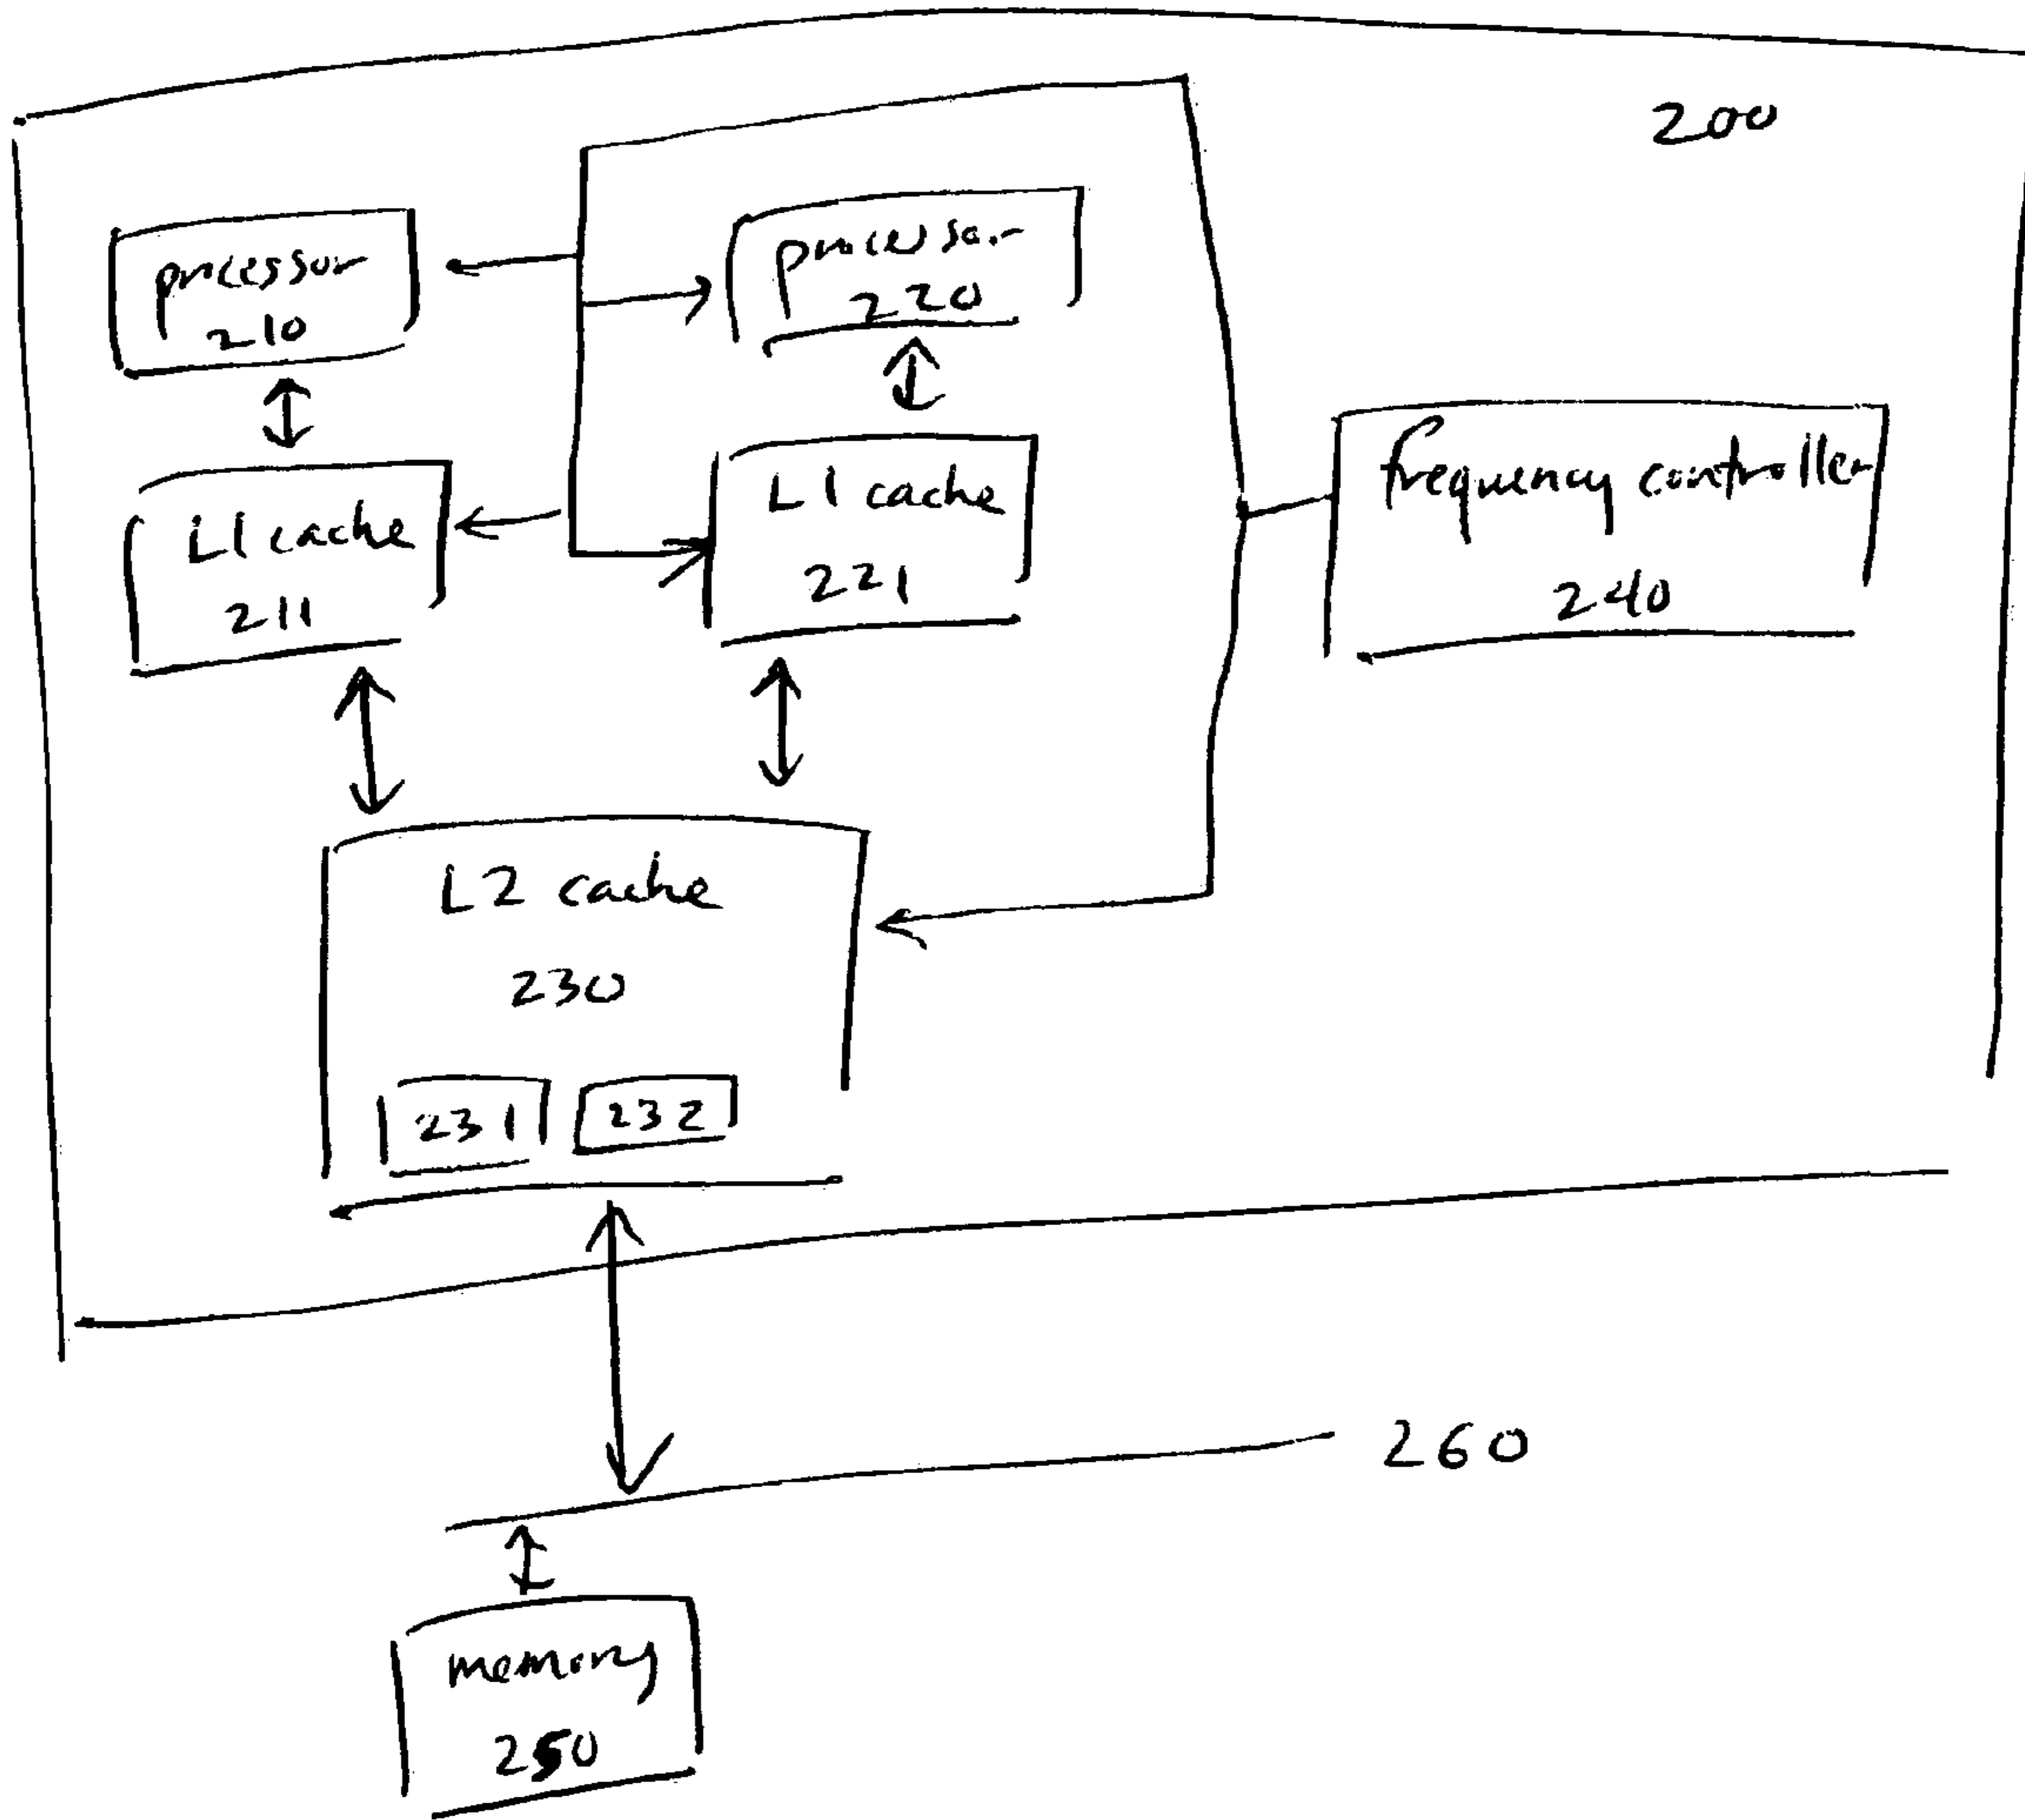 200
processor
210
processor
220
L1 cache
211
L1 cache
221
frequency controller
240
L2 cache
230
231
232
260
memory
250